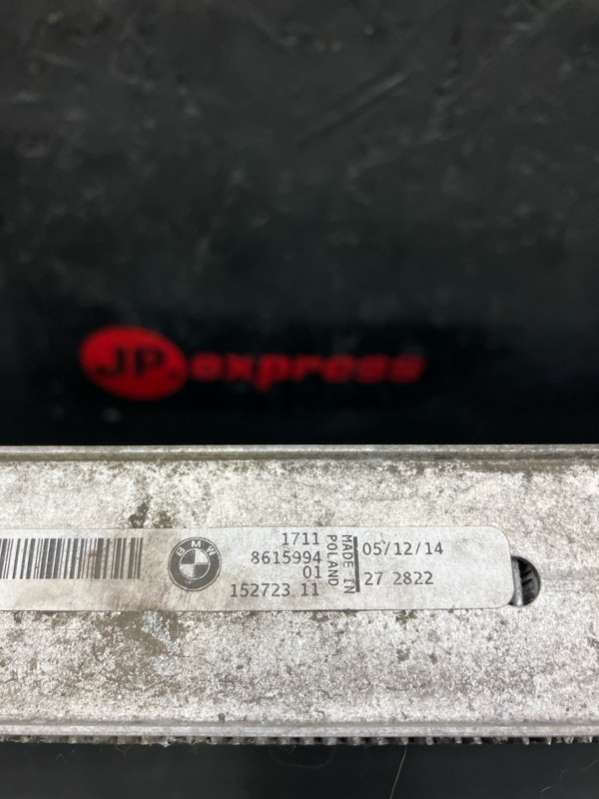 JP express
BMW
1711
8615994
01
152723 11
MADE IN
POLAND
05/12/14
27 2822